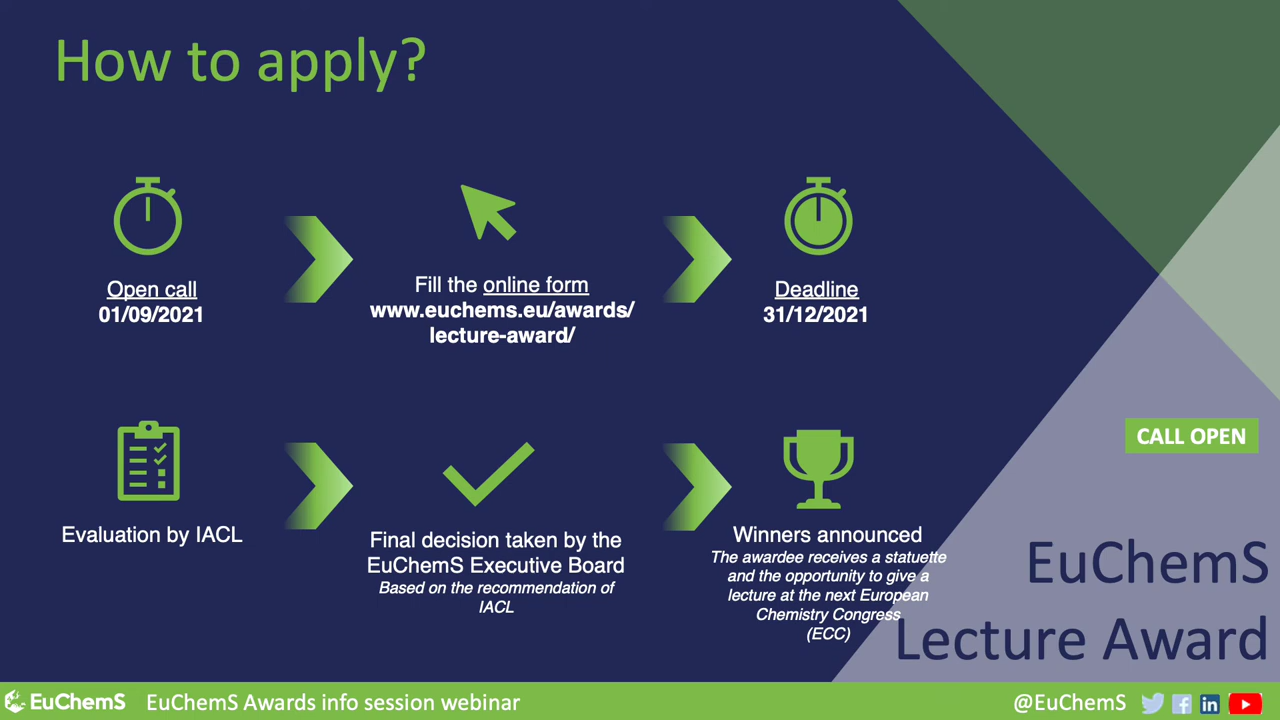 How to apply?
Open call
01/09/2021
Fill the online form
www.euchems.eu/awards/
lecture-award/
Deadline
31/12/2021
Evaluation by IACL
Final decision taken by the
EuChemS Executive Board
Based on the recommendation of
IACL
Winners announced
The awardee receives a statuette
and the opportunity to give a
lecture at the next European
Chemistry Congress
(ECC)
CALL OPEN
EuChemS
Lecture Award
EuChemS
EuChemS Awards info session webinar
@EuChemS